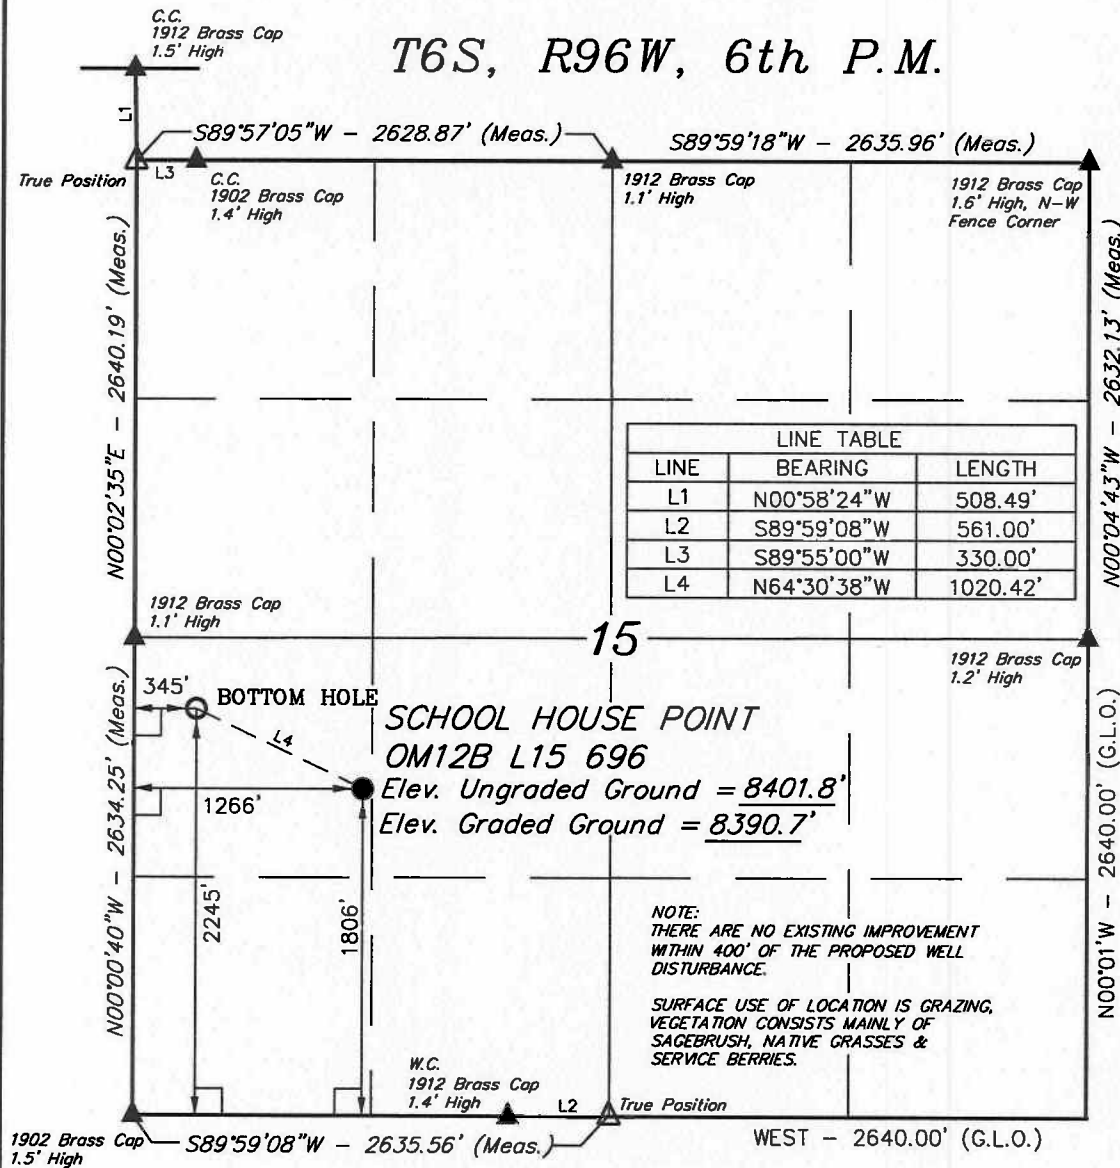 C.C.
1912 Brass Cap
1.5' High
T6S, R96W, 6th P.M.
L1
S89°57'05"W - 2628.87' (Meas.)
S89°59'18"W - 2635.96' (Meas.)
True Position
L3
C.C.
1902 Brass Cap
1.4' High
1912 Brass Cap
1.1' High
1912 Brass Cap
1.6' High, N-W
Fence Corner
N00°02'35"E - 2640.19' (Meas.)
N00°04'43"W - 2632.13' (Meas.)
LINE TABLE
LINE BEARING LENGTH
L1 N00°58'24"W 508.49'
L2 S89°59'08"W 561.00'
L3 S89°55'00"W 330.00'
L4 N64°30'38"W 1020.42'
1912 Brass Cap
1.1' High
15
1912 Brass Cap
1.2' High
345'
BOTTOM HOLE
L4
SCHOOL HOUSE POINT
OM12B L15 696
Elev. Ungraded Ground = 8401.8'
Elev. Graded Ground = 8390.7'
1266'
N00°00'40"W - 2634.25' (Meas.)
2245'
1806'
N00°01'W - 2640.00' (G.L.O.)
NOTE:
THERE ARE NO EXISTING IMPROVEMENT
WITHIN 400' OF THE PROPOSED WELL
DISTURBANCE.
SURFACE USE OF LOCATION IS GRAZING,
VEGETATION CONSISTS MAINLY OF
SAGEBRUSH, NATIVE GRASSES &
SERVICE BERRIES.
W.C.
1912 Brass Cap
1.4' High
L2
True Position
1902 Brass Cap
1.5' High
S89°59'08"W - 2635.56' (Meas.)
WEST - 2640.00' (G.L.O.)